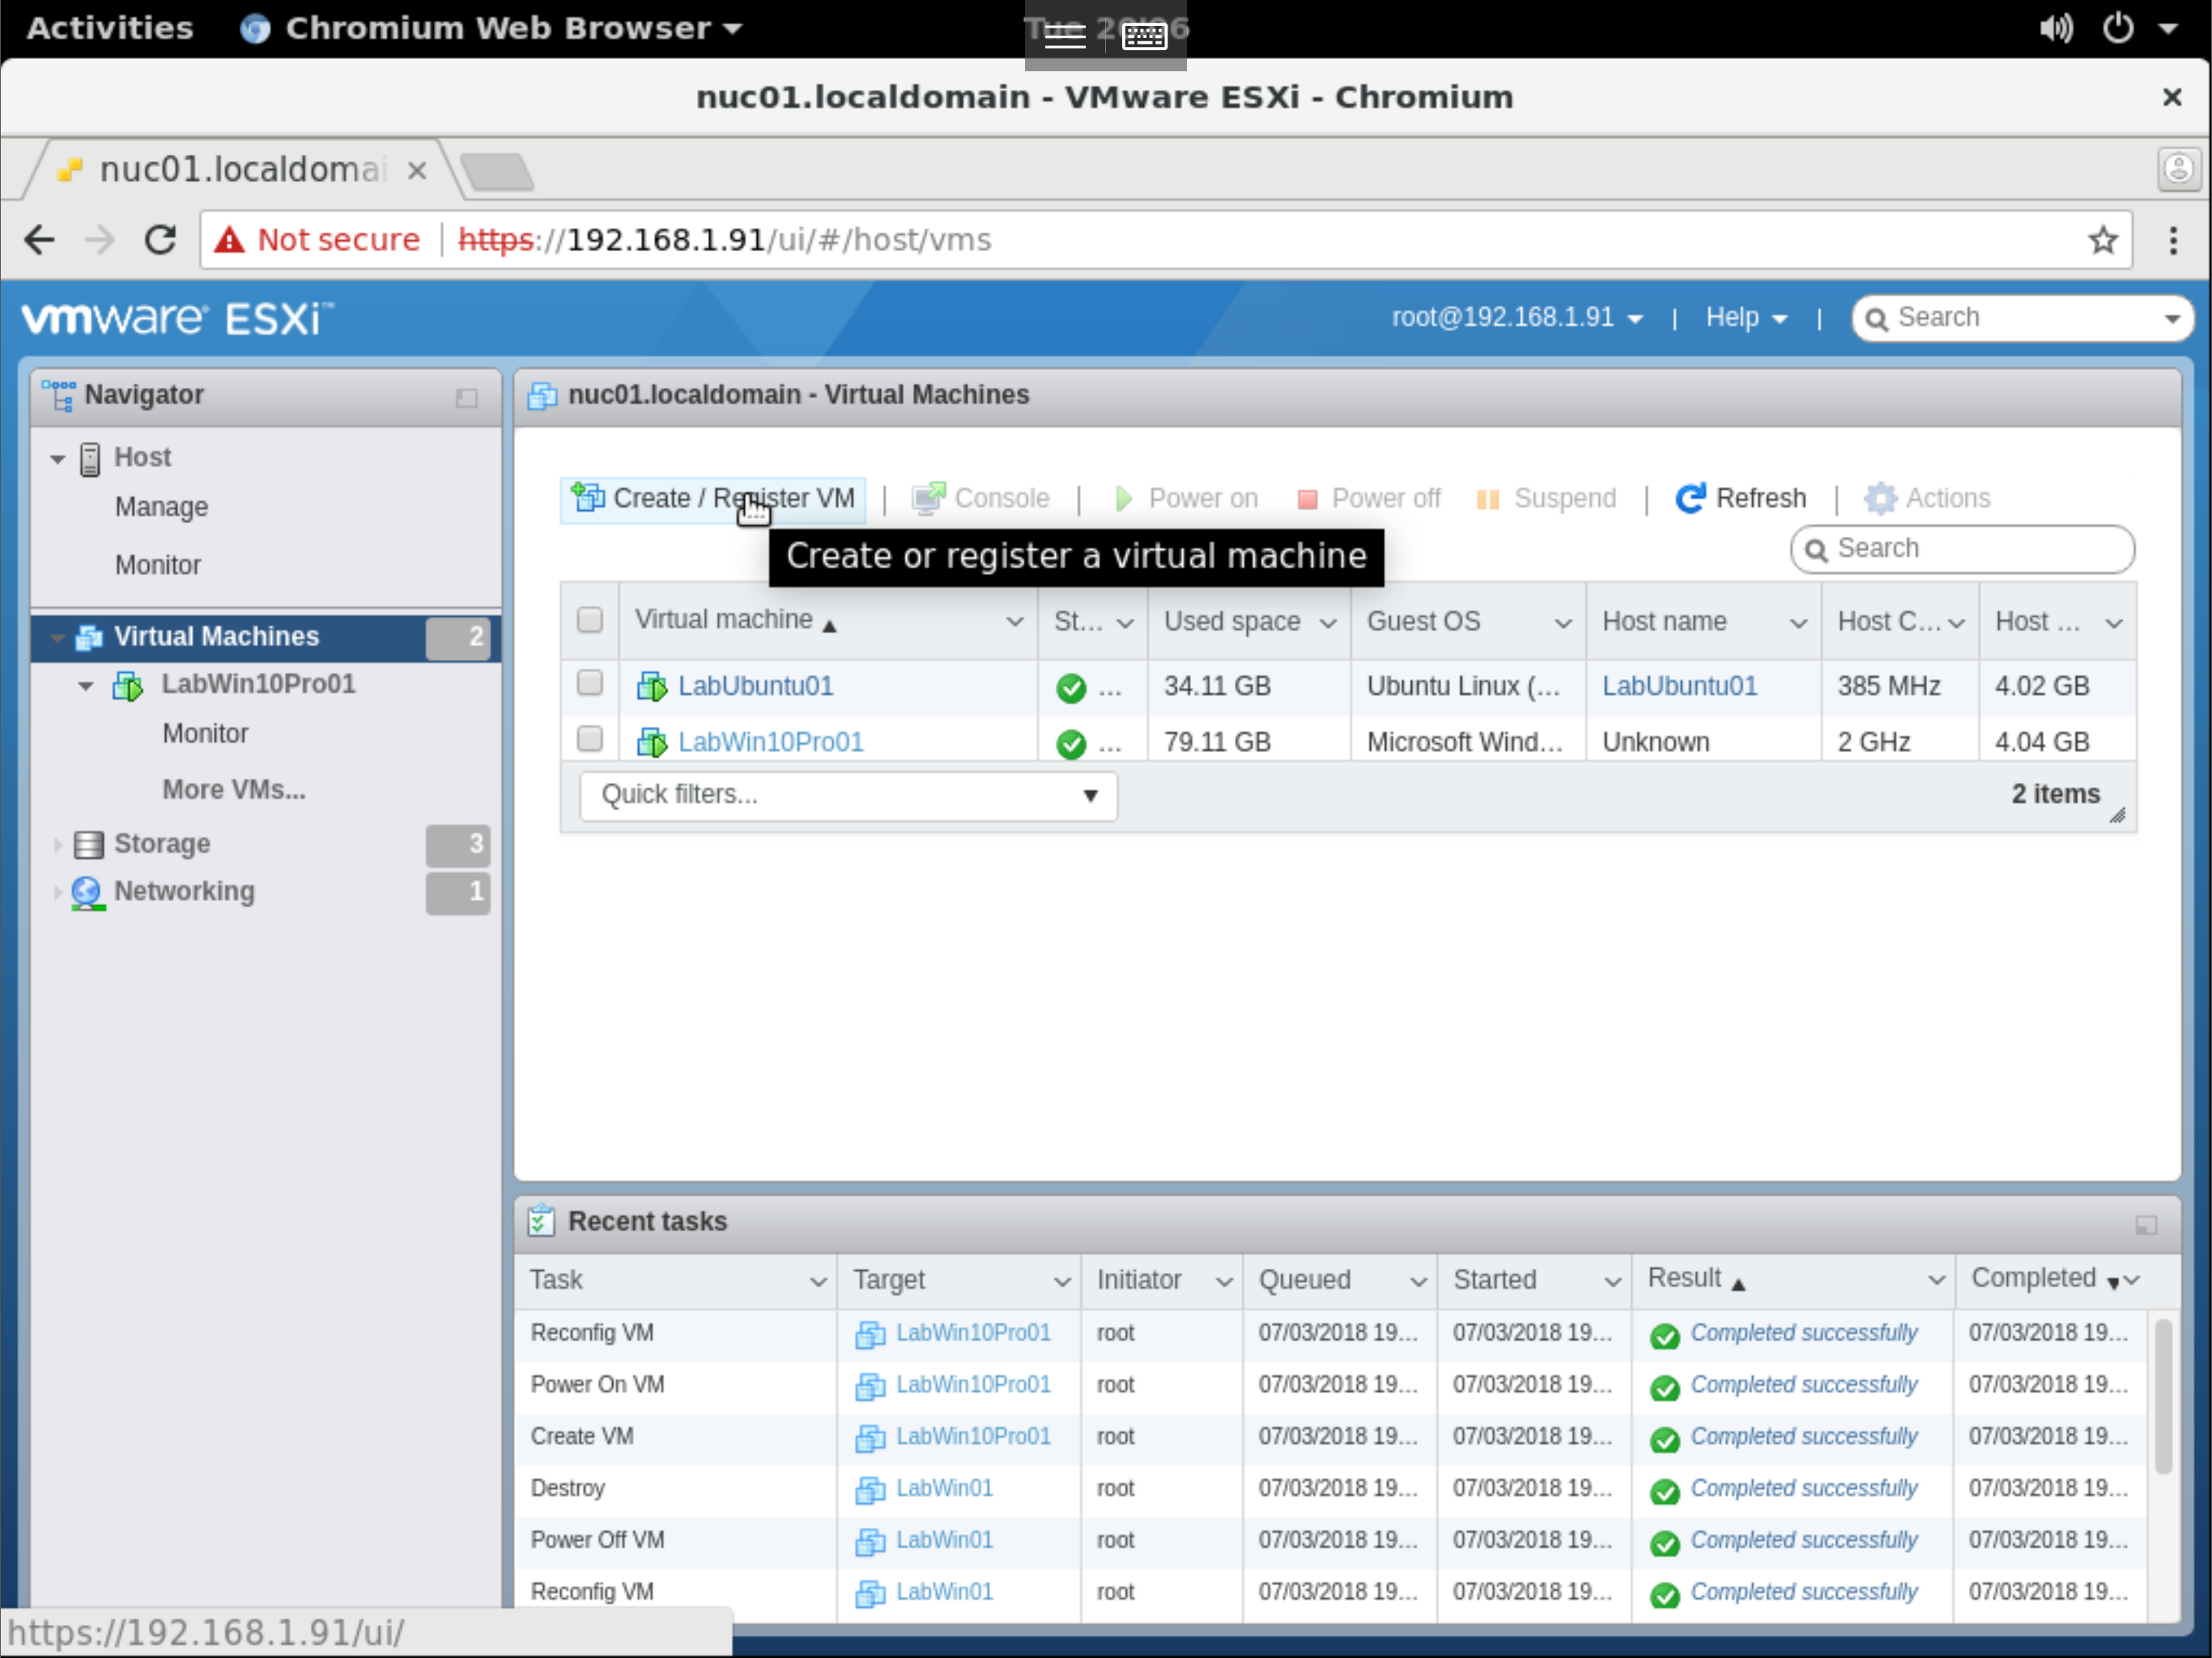 Activities Chromium Web Browser Tue
nuc01.localdomain - VMware ESXi - Chromium
nuc01.localdomai
Not secure https://192.168.1.91/ui/#/host/vms
vmware ESXi™ root@192.168.1.91 | Help | Search
Navigator
Host
Manage
Monitor
Virtual Machines 2
LabWin10Pro01
Monitor
More VMs...
Storage 3
Networking 1
nuc01.localdomain - Virtual Machines
Create / Register VM | Console | Power on Power off Suspend | Refresh | Actions
Create or register a virtual machine
Search
Virtual machine St... Used space Guest OS Host name Host C... Host ...
LabUbuntu01 ... 34.11 GB Ubuntu Linux (... LabUbuntu01 385 MHz 4.02 GB
LabWin10Pro01 ... 79.11 GB Microsoft Wind... Unknown 2 GHz 4.04 GB
Quick filters... 2 items
Recent tasks
Task Target Initiator Queued Started Result Completed
Reconfig VM LabWin10Pro01 root 07/03/2018 19... 07/03/2018 19... Completed successfully 07/03/2018 19...
Power On VM LabWin10Pro01 root 07/03/2018 19... 07/03/2018 19... Completed successfully 07/03/2018 19...
Create VM LabWin10Pro01 root 07/03/2018 19... 07/03/2018 19... Completed successfully 07/03/2018 19...
Destroy LabWin01 root 07/03/2018 19... 07/03/2018 19... Completed successfully 07/03/2018 19...
Power Off VM LabWin01 root 07/03/2018 19... 07/03/2018 19... Completed successfully 07/03/2018 19...
Reconfig VM LabWin01 root 07/03/2018 19... 07/03/2018 19... Completed successfully 07/03/2018 19...
https://192.168.1.91/ui/